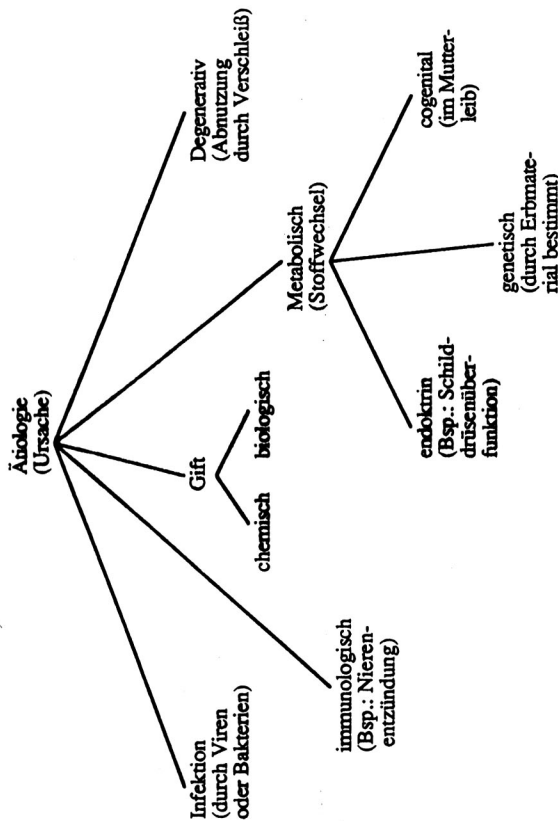 Ätiologie
(Ursache)
Infektion
(durch Viren
oder Bakterien)
immunologisch
(Bsp.: Nieren-
entzündung)
Gift
chemisch
biologisch
Metabolisch
(Stoffwechsel)
Degenerativ
(Abnutzung
durch Verschleiß)
endoktrin
(Bsp.: Schild-
drüsenüber-
funktion)
genetisch
(durch Erbmate-
rial bestimmt)
cogenital
(im Mutter-
leib)